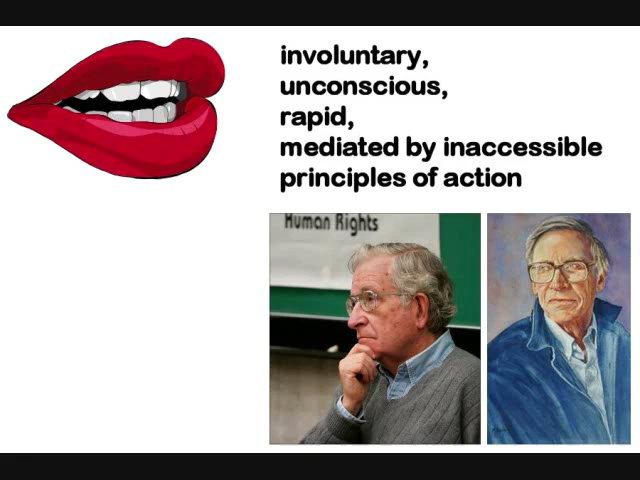 involuntary,
unconscious,
rapid,
mediated by inaccessible
principles of action
Human Rights